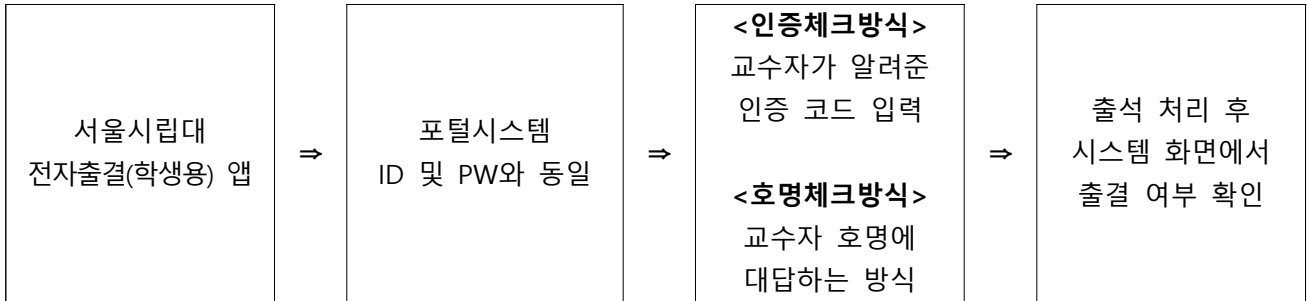 서울시립대
전자출결(학생용) 앱
⇒
포털시스템
ID 및 PW와 동일
⇒
<인증체크방식>
교수자가 알려준
인증 코드 입력
<호명체크방식>
교수자 호명에
대답하는 방식
⇒
출석 처리 후
시스템 화면에서
출결 여부 확인